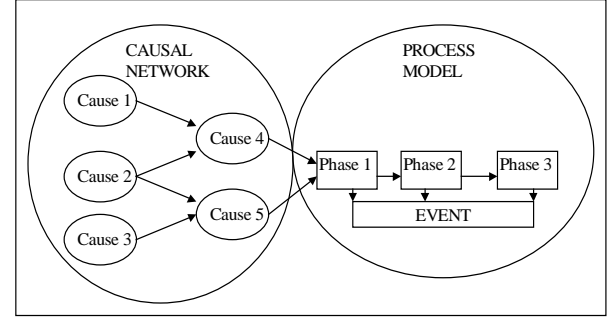 CAUSAL
NETWORK
Cause 1
Cause 2
Cause 3
Cause 4
Cause 5
PROCESS
MODEL
Phase 1
Phase 2
Phase 3
EVENT